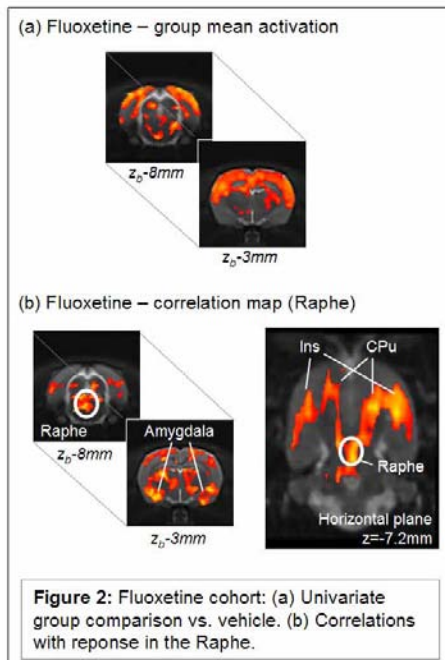 (a) Fluoxetine – group mean activation
z_b-8mm
z_b-3mm
(b) Fluoxetine – correlation map (Raphe)
Raphe
z_b-8mm
Amygdala
z_b-3mm
Ins
CPu
Raphe
Horizontal plane
z=-7.2mm
Figure 2: Fluoxetine cohort: (a) Univariate
group comparison vs. vehicle. (b) Correlations
with reponse in the Raphe.